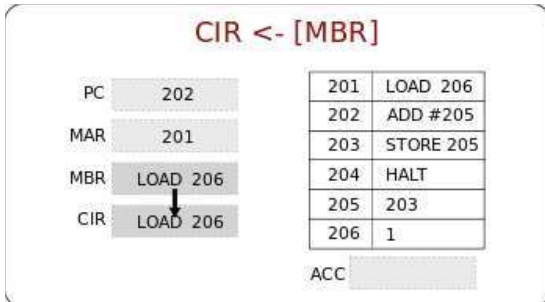 CIR <- [MBR]
PC 202
MAR 201
MBR LOAD 206
CIR LOAD 206
201 LOAD 206
202 ADD #205
203 STORE 205
204 HALT
205 203
206 1
ACC